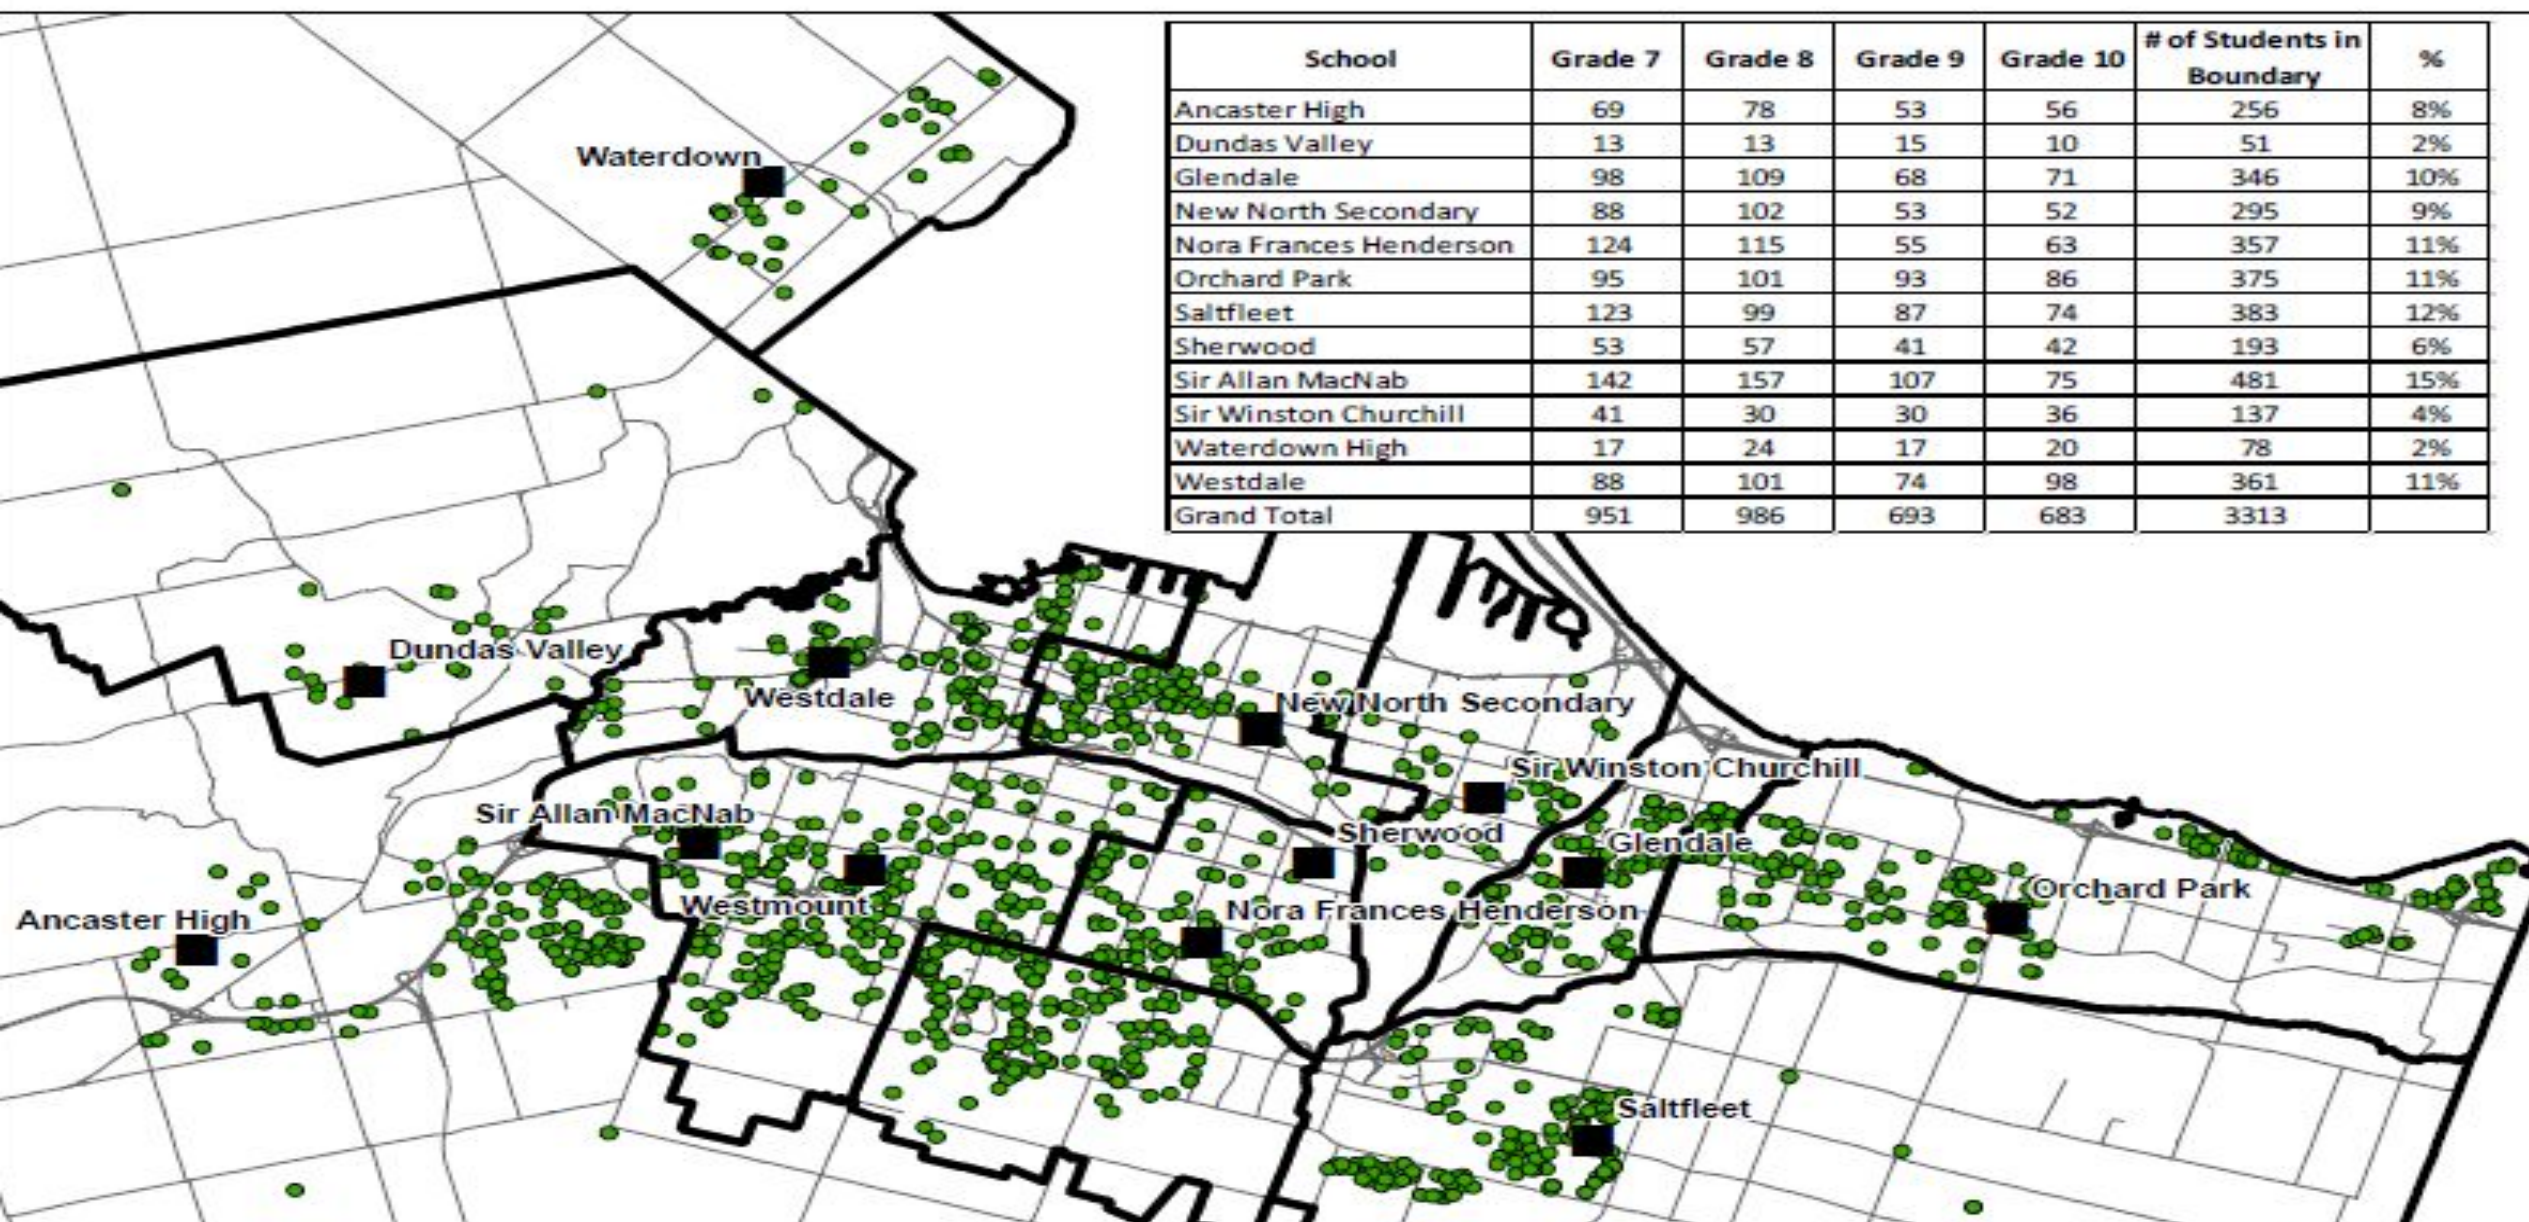 School Grade 7 Grade 8 Grade 9 Grade 10 # of Students in Boundary %
Ancaster High 69 78 53 56 256 8%
Dundas Valley 13 13 15 10 51 2%
Glendale 98 109 68 71 346 10%
New North Secondary 88 102 53 52 295 9%
Nora Frances Henderson 124 115 55 63 357 11%
Orchard Park 95 101 93 86 375 11%
Saltfleet 123 99 87 74 383 12%
Sherwood 53 57 41 42 193 6%
Sir Allan MacNab 142 157 107 75 481 15%
Sir Winston Churchill 41 30 30 36 137 4%
Waterdown High 17 24 17 20 78 2%
Westdale 88 101 74 98 361 11%
Grand Total 951 986 693 683 3313
Waterdown
Dundas Valley
Westdale
New North Secondary
Sir Winston Churchill
Sir Allan MacNab
Sherwood
Glendale
Orchard Park
Westmount
Nora Frances Henderson
Ancaster High
Saltfleet